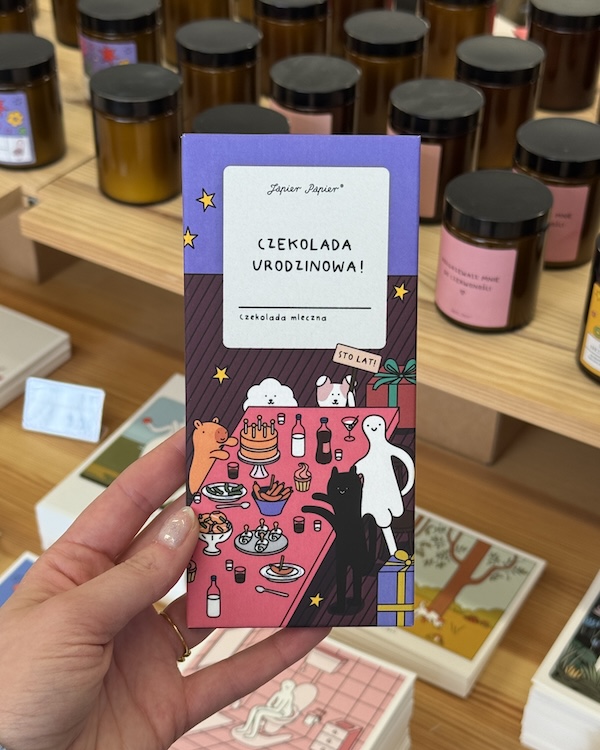 Papier Papier®
CZEKOLADA
URODZINOWA!
Czekolada mleczna
STO LAT!